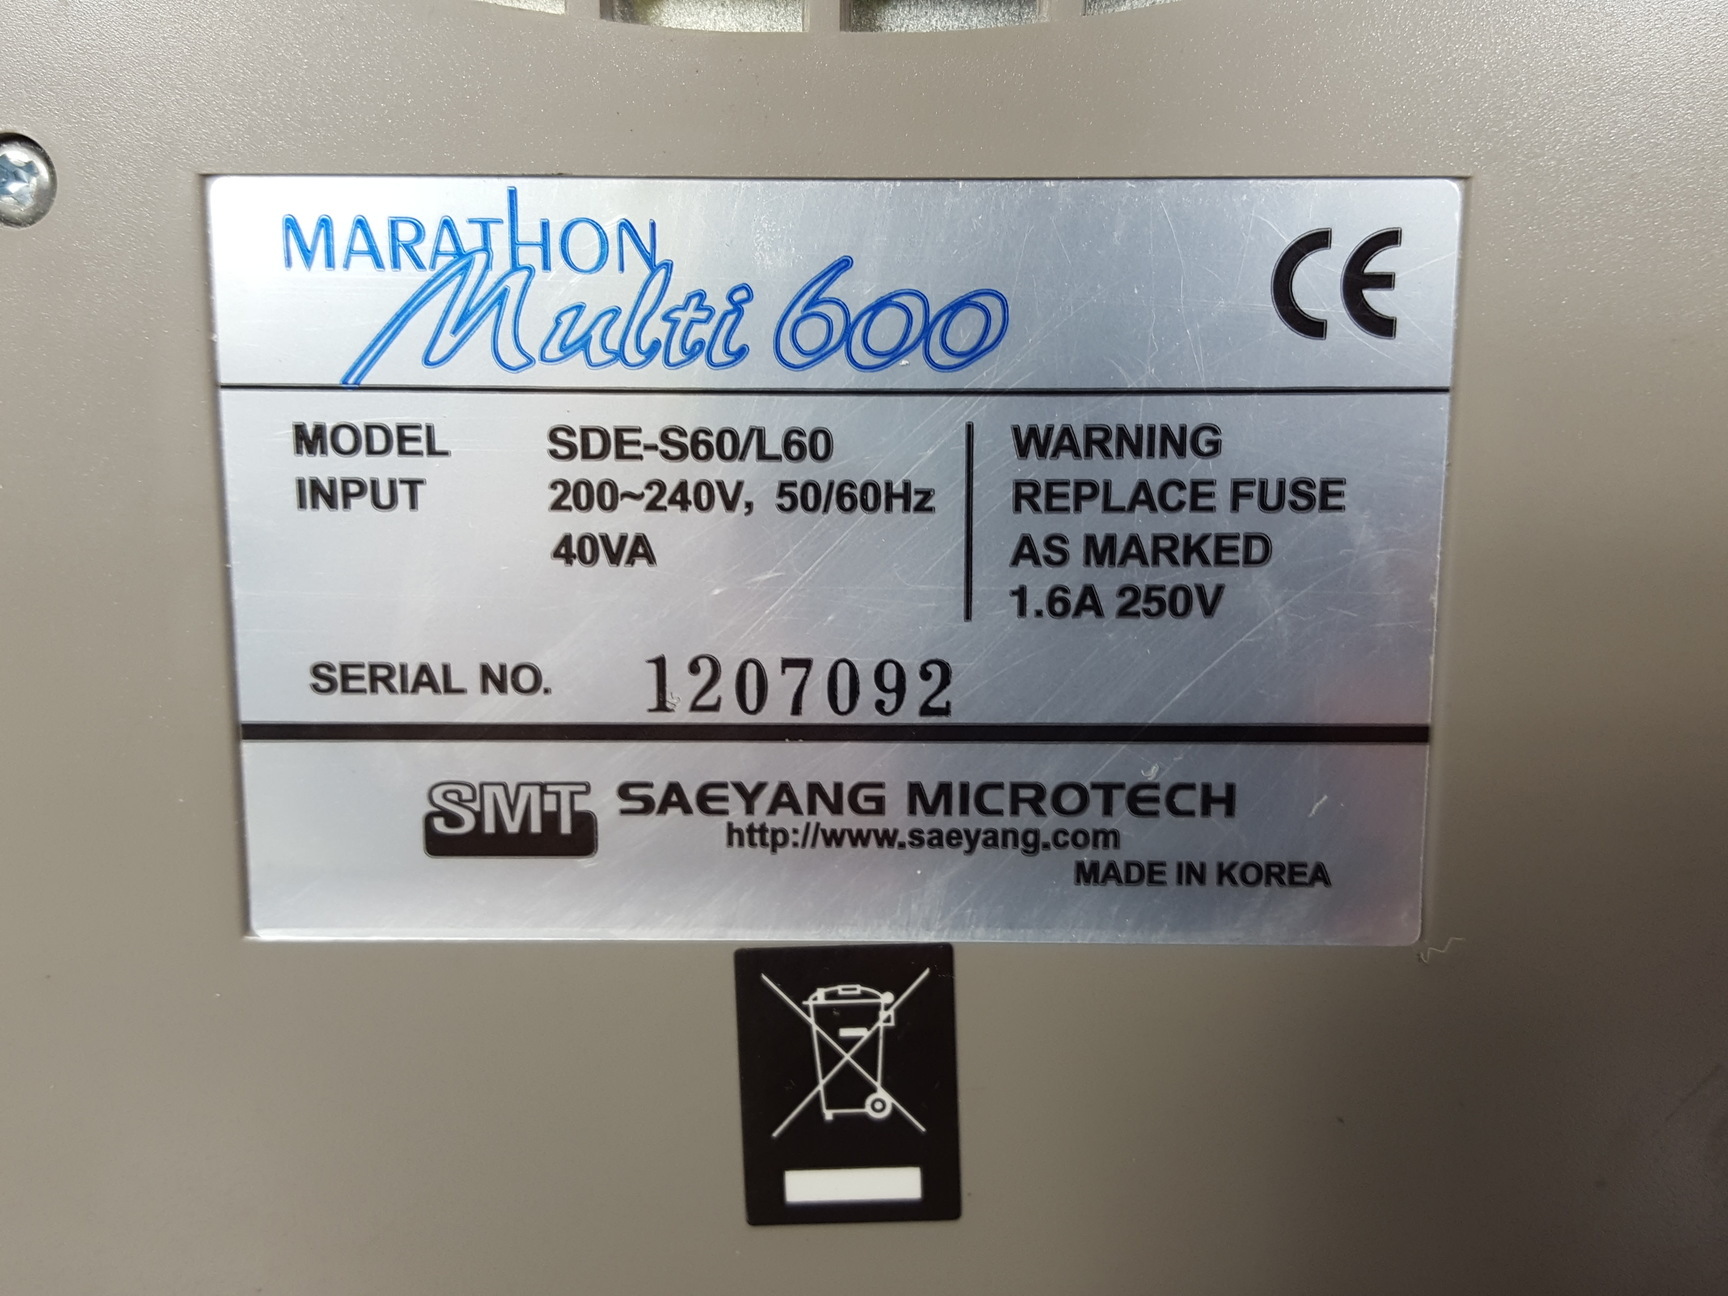 MARATHON
Multi 600
CE
MODEL SDE-S60/L60
INPUT 200~240V, 50/60Hz
40VA
WARNING
REPLACE FUSE
AS MARKED
1.6A 250V
SERIAL NO. 1207092
SMT SAEYANG MICROTECH
http://www.saeyang.com
MADE IN KOREA